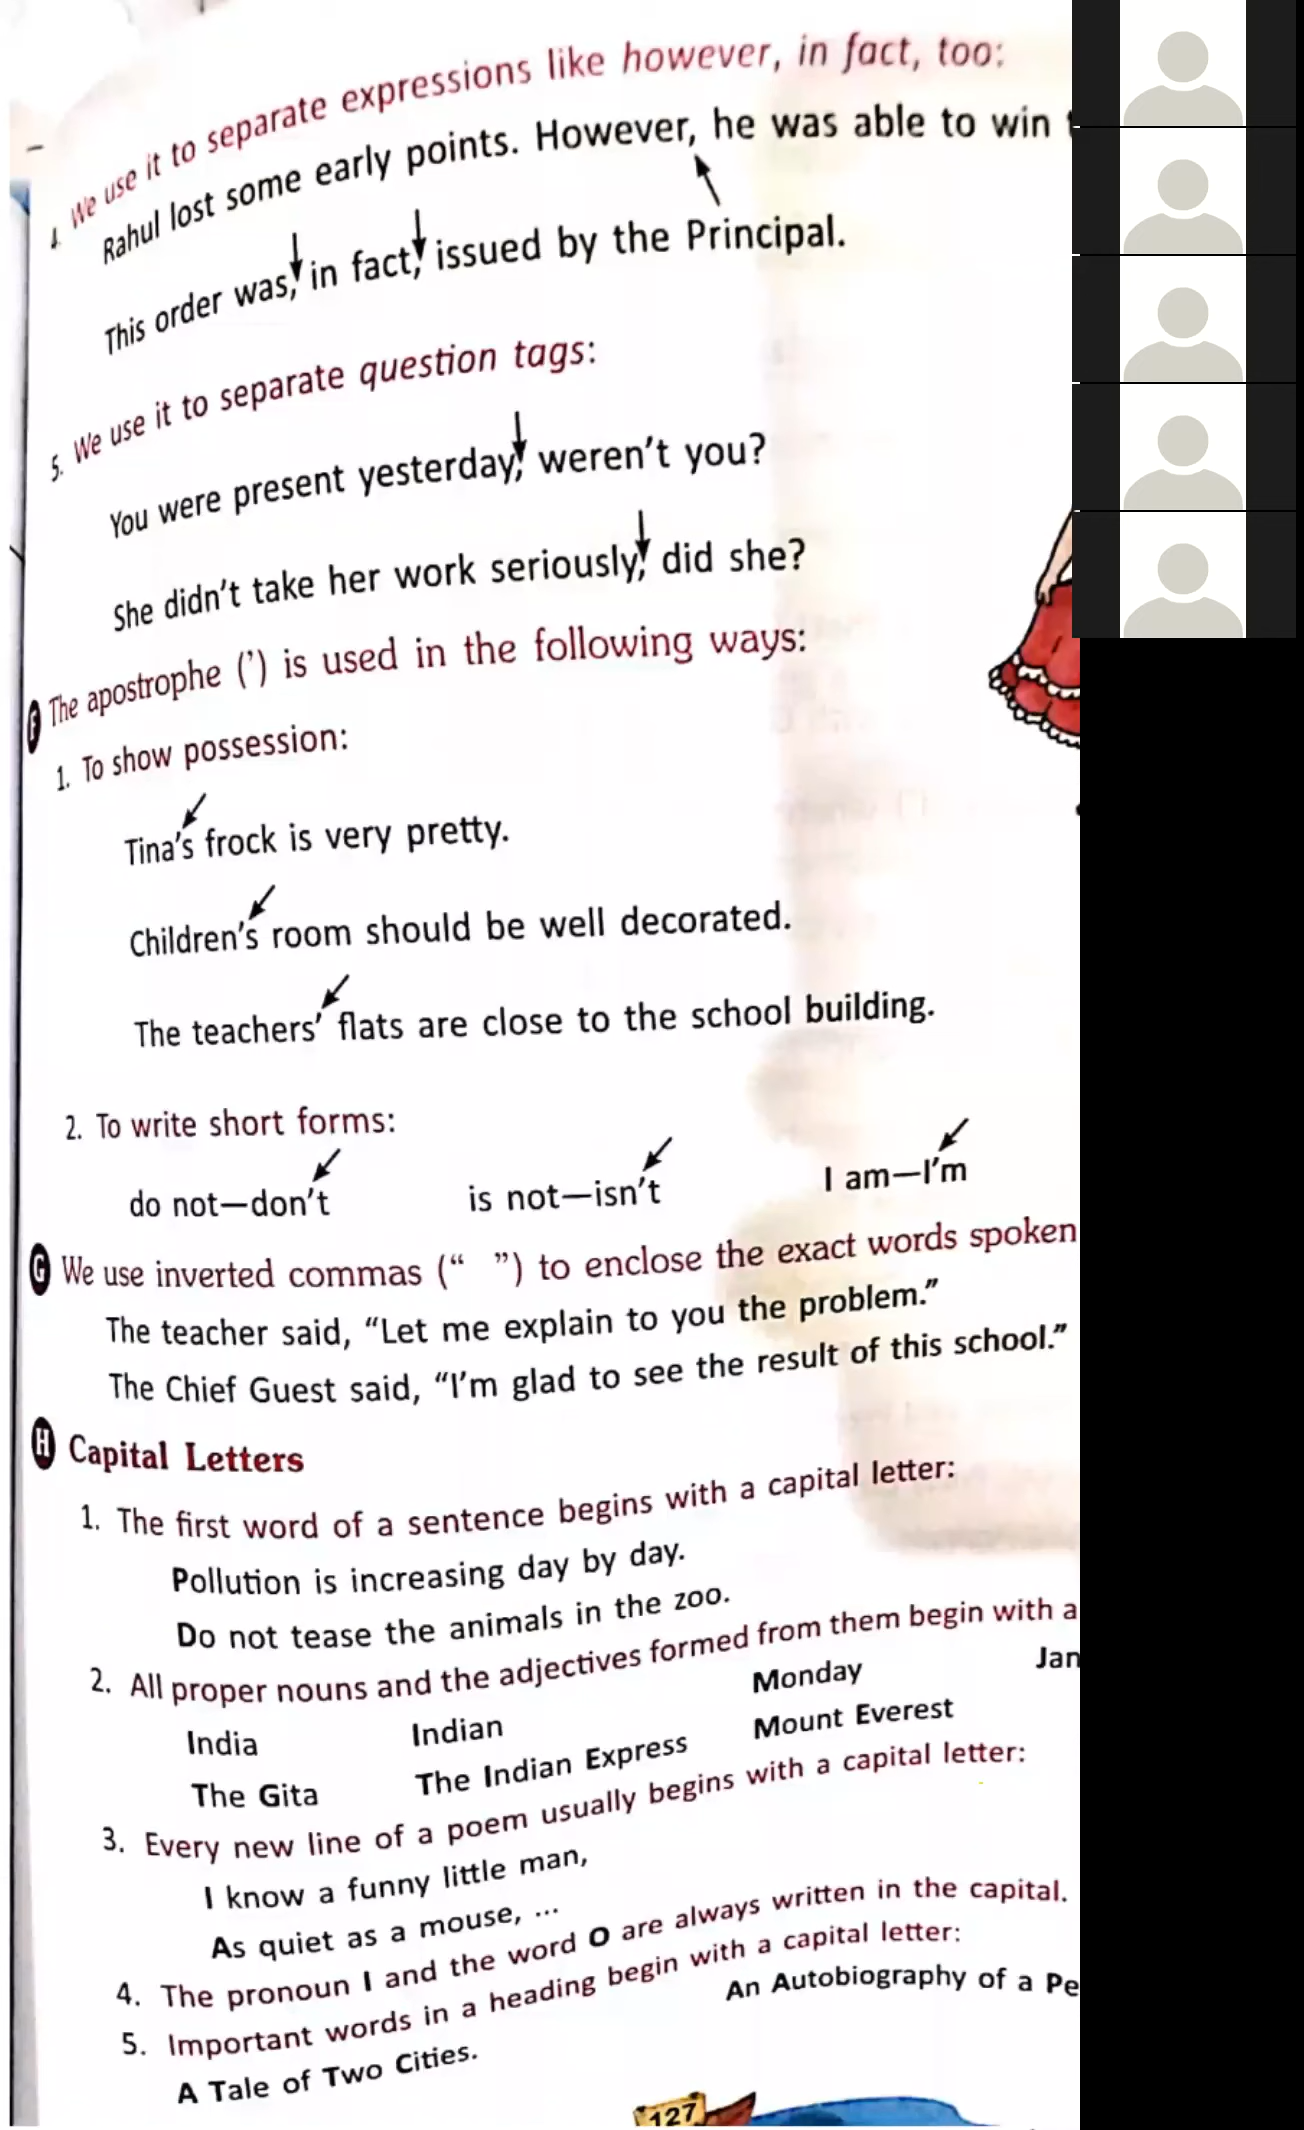 4. We use it to separate expressions like however, in fact, too:
Rahul lost some early points. However, he was able to win
This order was, in fact, issued by the Principal.
5. We use it to separate question tags:
You were present yesterday, weren't you?
She didn't take her work seriously, did she?
F The apostrophe (’) is used in the following ways:
1. To show possession:
Tina's frock is very pretty.
Children's room should be well decorated.
The teachers' flats are close to the school building.
2. To write short forms:
do not—don't is not—isn't I am—I'm
G We use inverted commas (“ ”) to enclose the exact words spoken
The teacher said, “Let me explain to you the problem.”
The Chief Guest said, “I'm glad to see the result of this school.”
H Capital Letters
1. The first word of a sentence begins with a capital letter:
Pollution is increasing day by day.
Do not tease the animals in the zoo.
2. All proper nouns and the adjectives formed from them begin with a
India Indian Monday Jan
The Gita The Indian Express Mount Everest
3. Every new line of a poem usually begins with a capital letter:
I know a funny little man,
As quiet as a mouse, ...
4. The pronoun I and the word O are always written in the capital.
5. Important words in a heading begin with a capital letter:
A Tale of Two Cities. An Autobiography of a Pe
127